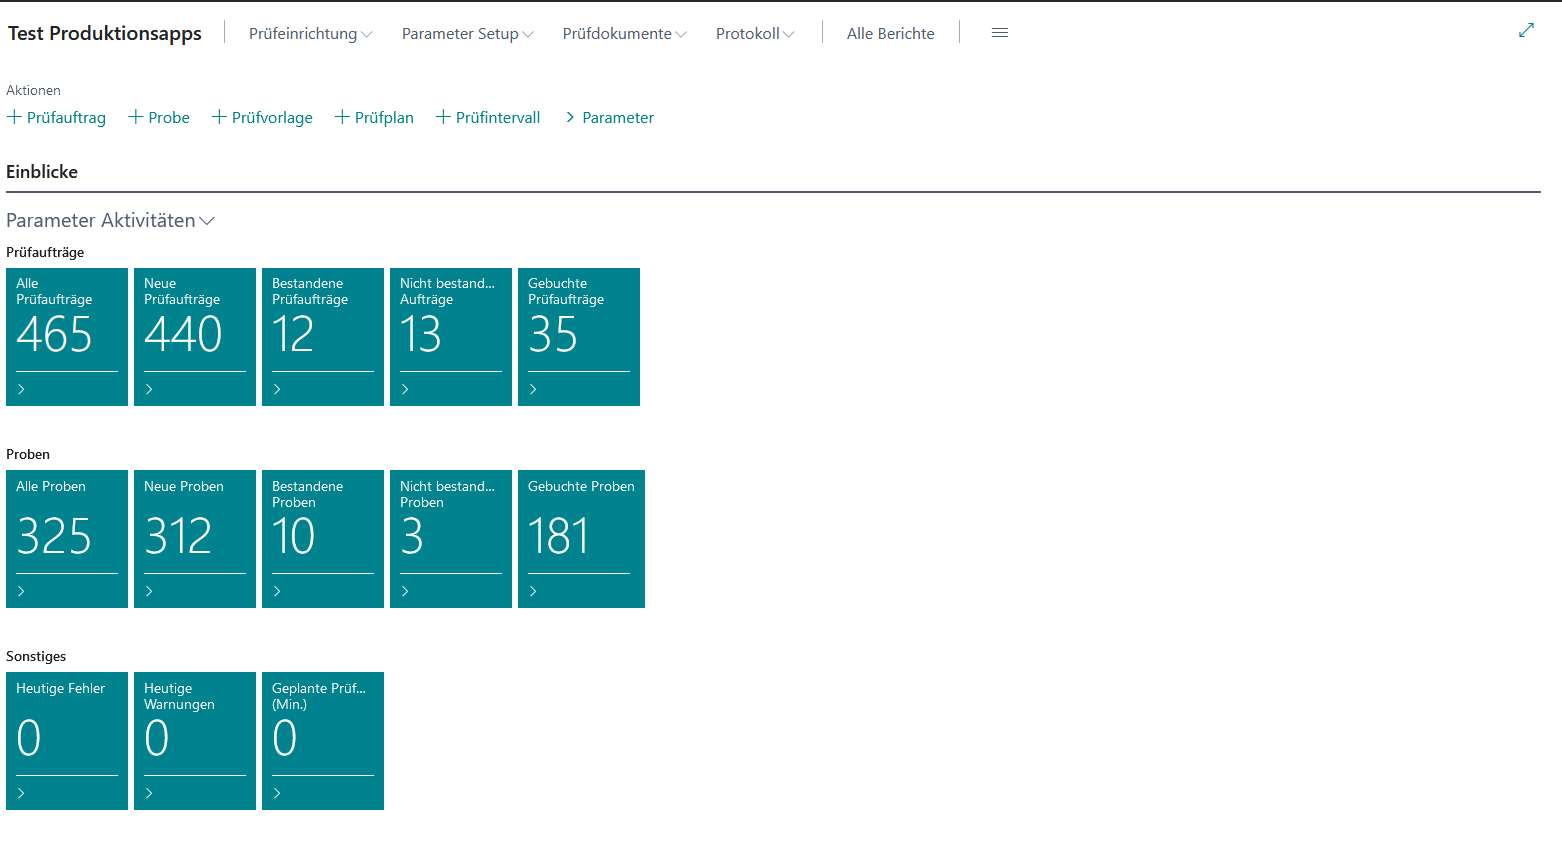 Test Produktionsapps Prüfeinrichtung Parameter Setup Prüfdokumente Protokoll Alle Berichte
Aktionen
Prüfauftrag Probe Prüfvorlage Prüfplan Prüfintervall Parameter
Einblicke
Parameter Aktivitäten
Prüfaufträge
Alle Prüfaufträge
465
Neue Prüfaufträge
440
Bestandene Prüfaufträge
12
Nicht bestand... Aufträge
13
Gebuchte Prüfaufträge
35
Proben
Alle Proben
325
Neue Proben
312
Bestandene Proben
10
Nicht bestand... Proben
3
Gebuchte Proben
181
Sonstiges
Heutige Fehler
0
Heutige Warnungen
0
Geplante Prüf... (Min.)
0